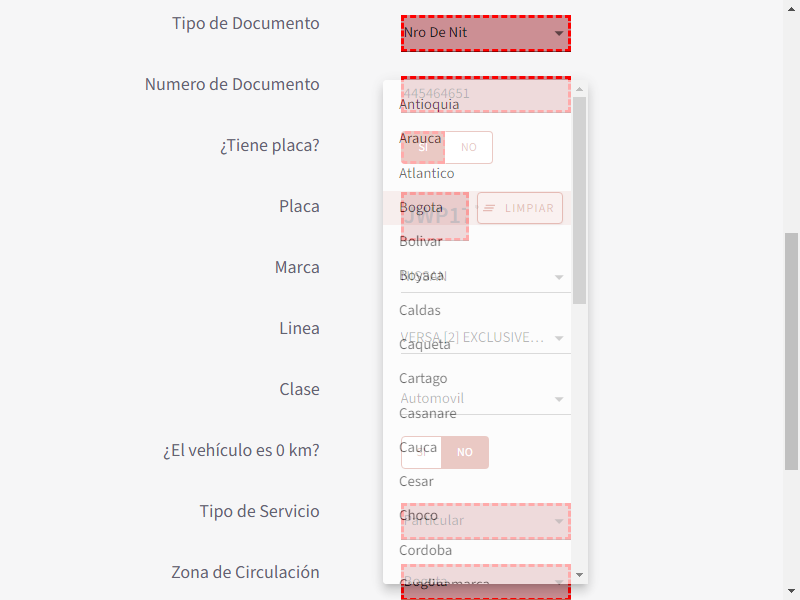 Tipo de Documento
Nro De Nit
Numero de Documento
445464651
Antioquia
¿Tiene placa?
Arauca
SI
NO
Atlantico
Placa
Bogota
JWP17
LIMPIAR
Bolivar
Marca
NISSAN
Boyaca
Caldas
Linea
VERSA [2] EXCLUSIVE...
Caqueta
Cartago
Clase
Automovil
Casanare
¿El vehículo es 0 km?
Cauca
SI
NO
Cesar
Tipo de Servicio
Choco
Particular
Cordoba
Zona de Circulación
Bogota
Cundinamarca